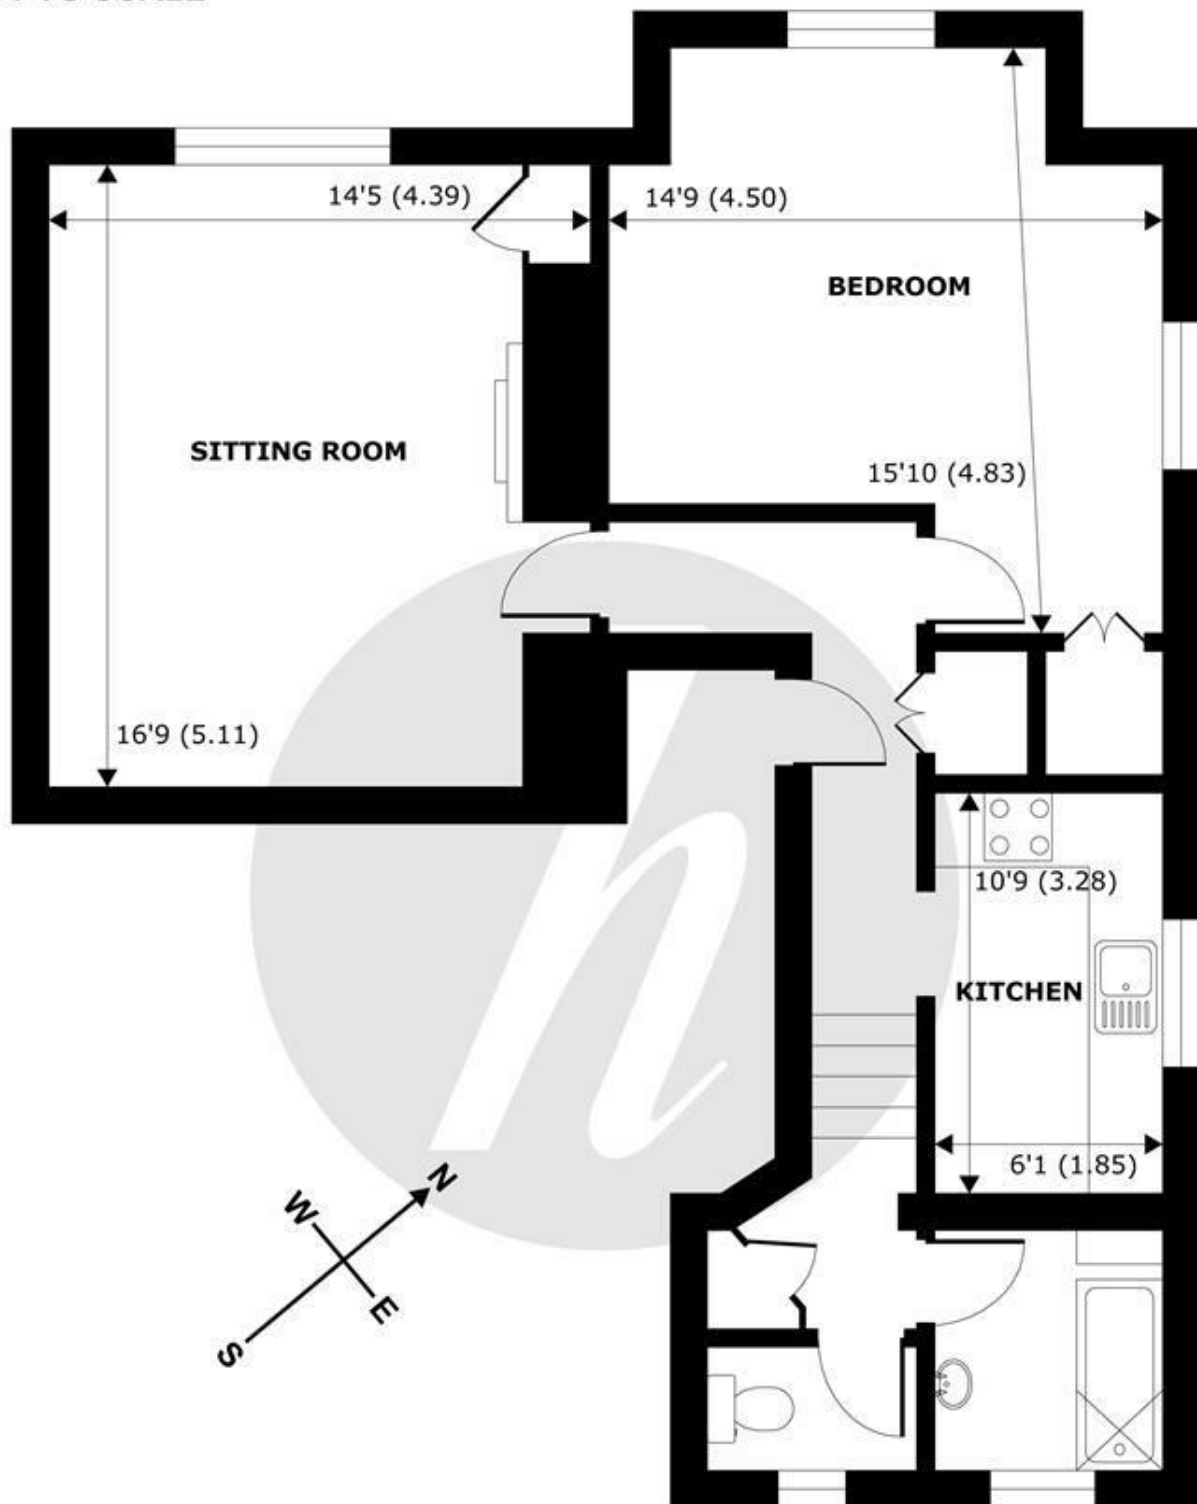 14'5 (4.39)
14'9 (4.50)
BEDROOM
SITTING ROOM
15'10 (4.83)
16'9 (5.11)
10'9 (3.28)
KITCHEN
6'1 (1.85)
N
W
E
S
h